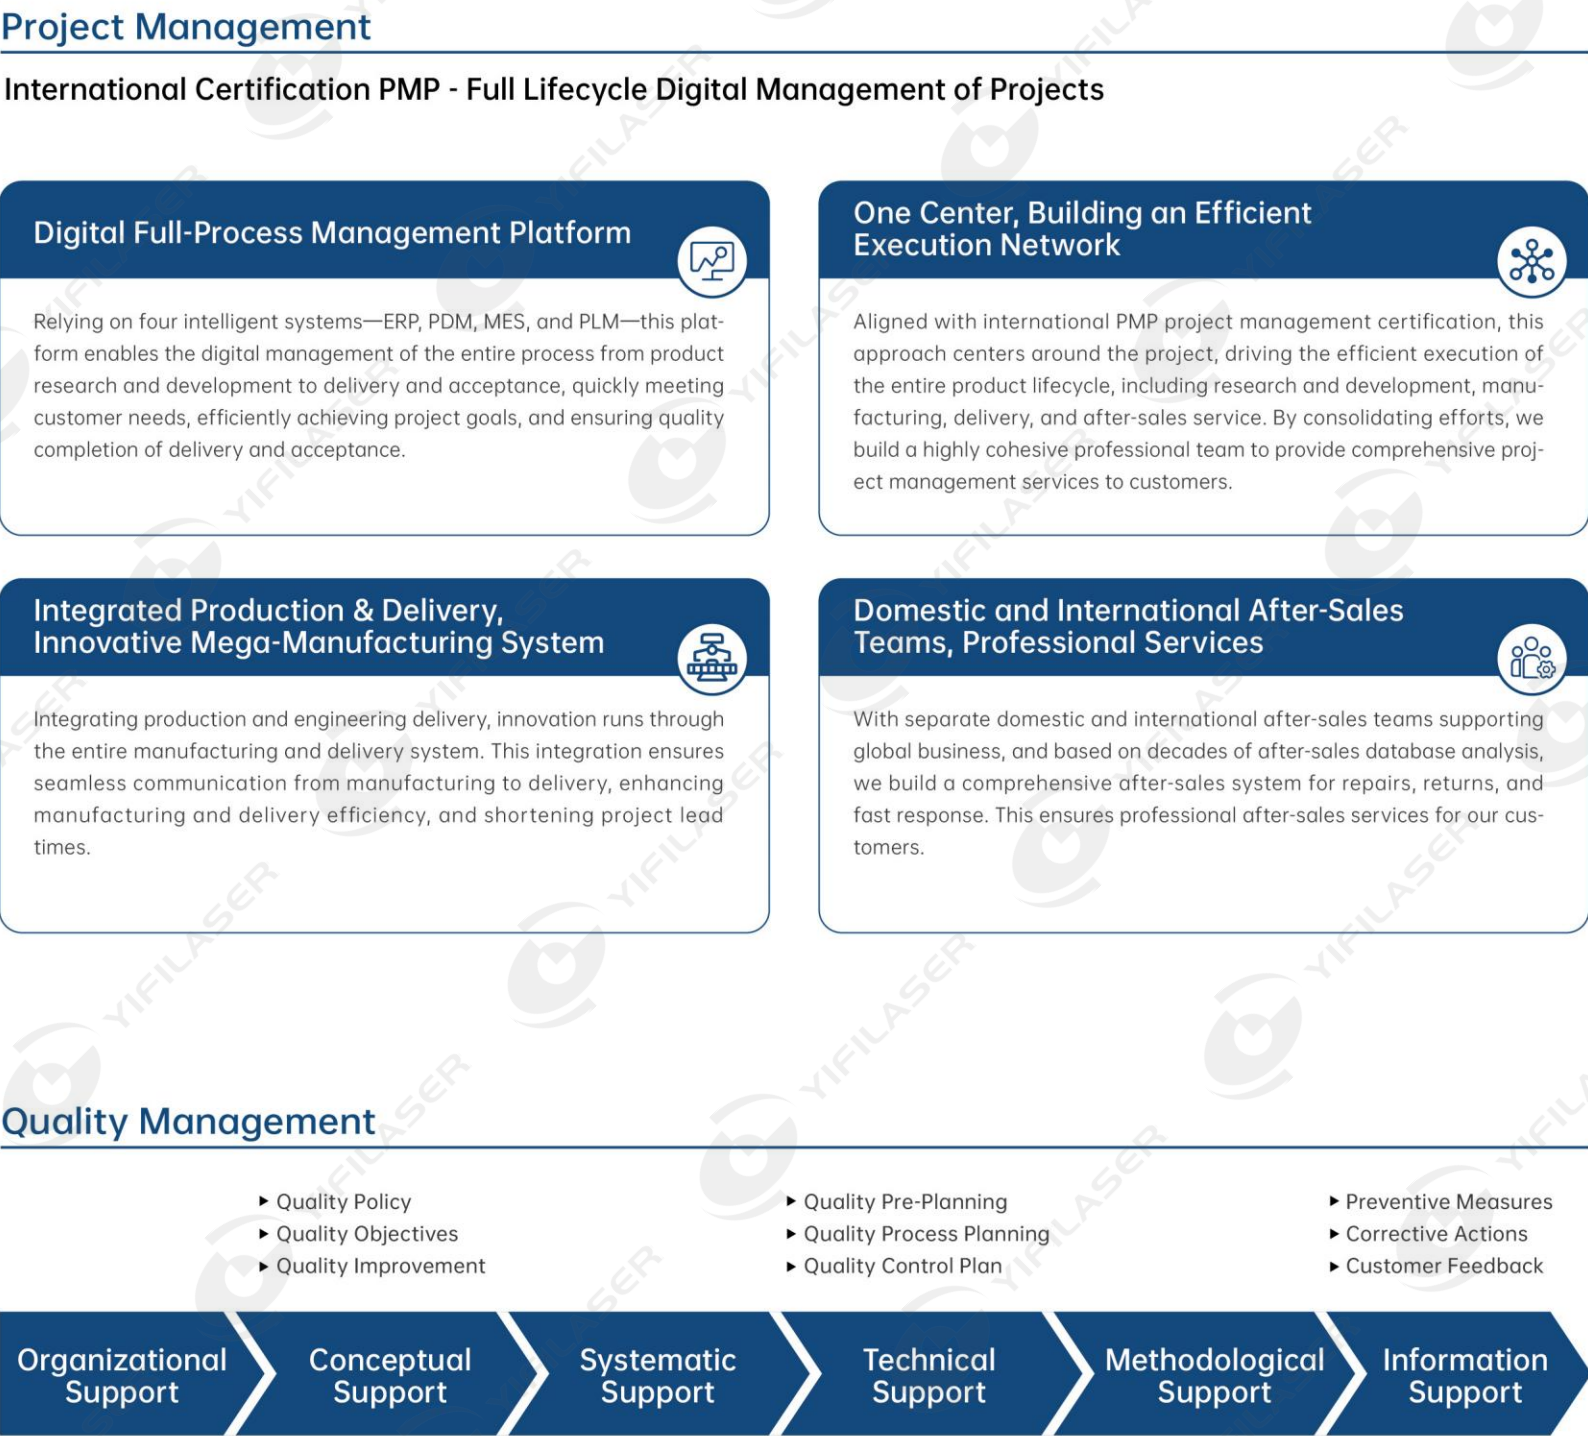 Project Management
International Certification PMP - Full Lifecycle Digital Management of Projects
Digital Full-Process Management Platform
Relying on four intelligent systems—ERP, PDM, MES, and PLM—this plat-
form enables the digital management of the entire process from product
research and development to delivery and acceptance, quickly meeting
customer needs, efficiently achieving project goals, and ensuring quality
completion of delivery and acceptance.
One Center, Building an Efficient
Execution Network
Aligned with international PMP project management certification, this
approach centers around the project, driving the efficient execution of
the entire product lifecycle, including research and development, manu-
facturing, delivery, and after-sales service. By consolidating efforts, we
build a highly cohesive professional team to provide comprehensive proj-
ect management services to customers.
Integrated Production & Delivery,
Innovative Mega-Manufacturing System
Integrating production and engineering delivery, innovation runs through
the entire manufacturing and delivery system. This integration ensures
seamless communication from manufacturing to delivery, enhancing
manufacturing and delivery efficiency, and shortening project lead
times.
Domestic and International After-Sales
Teams, Professional Services
With separate domestic and international after-sales teams supporting
global business, and based on decades of after-sales database analysis,
we build a comprehensive after-sales system for repairs, returns, and
fast response. This ensures professional after-sales services for our cus-
tomers.
Quality Management
Quality Policy
Quality Objectives
Quality Improvement
Quality Pre-Planning
Quality Process Planning
Quality Control Plan
Preventive Measures
Corrective Actions
Customer Feedback
Organizational
Support
Conceptual
Support
Systematic
Support
Technical
Support
Methodological
Support
Information
Support
YIFILASER